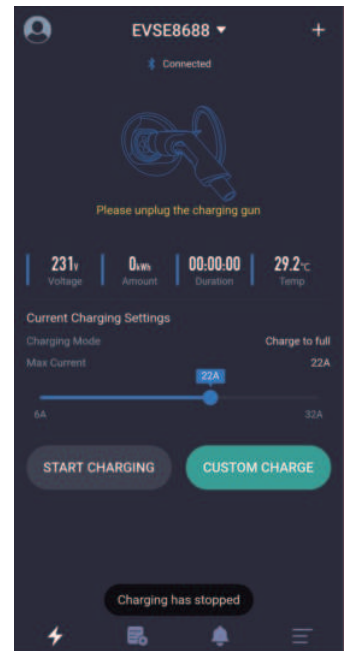 EVSE8688 ▼ +
Connected
Please unplug the charging gun
231V 0kWh 00:00:00 29.2℃
Voltage Amount Duration Temp
Current Charging Settings
Charging Mode Charge to full
Max Current 22A
22A
6A 32A
START CHARGING CUSTOM CHARGE
Charging has stopped